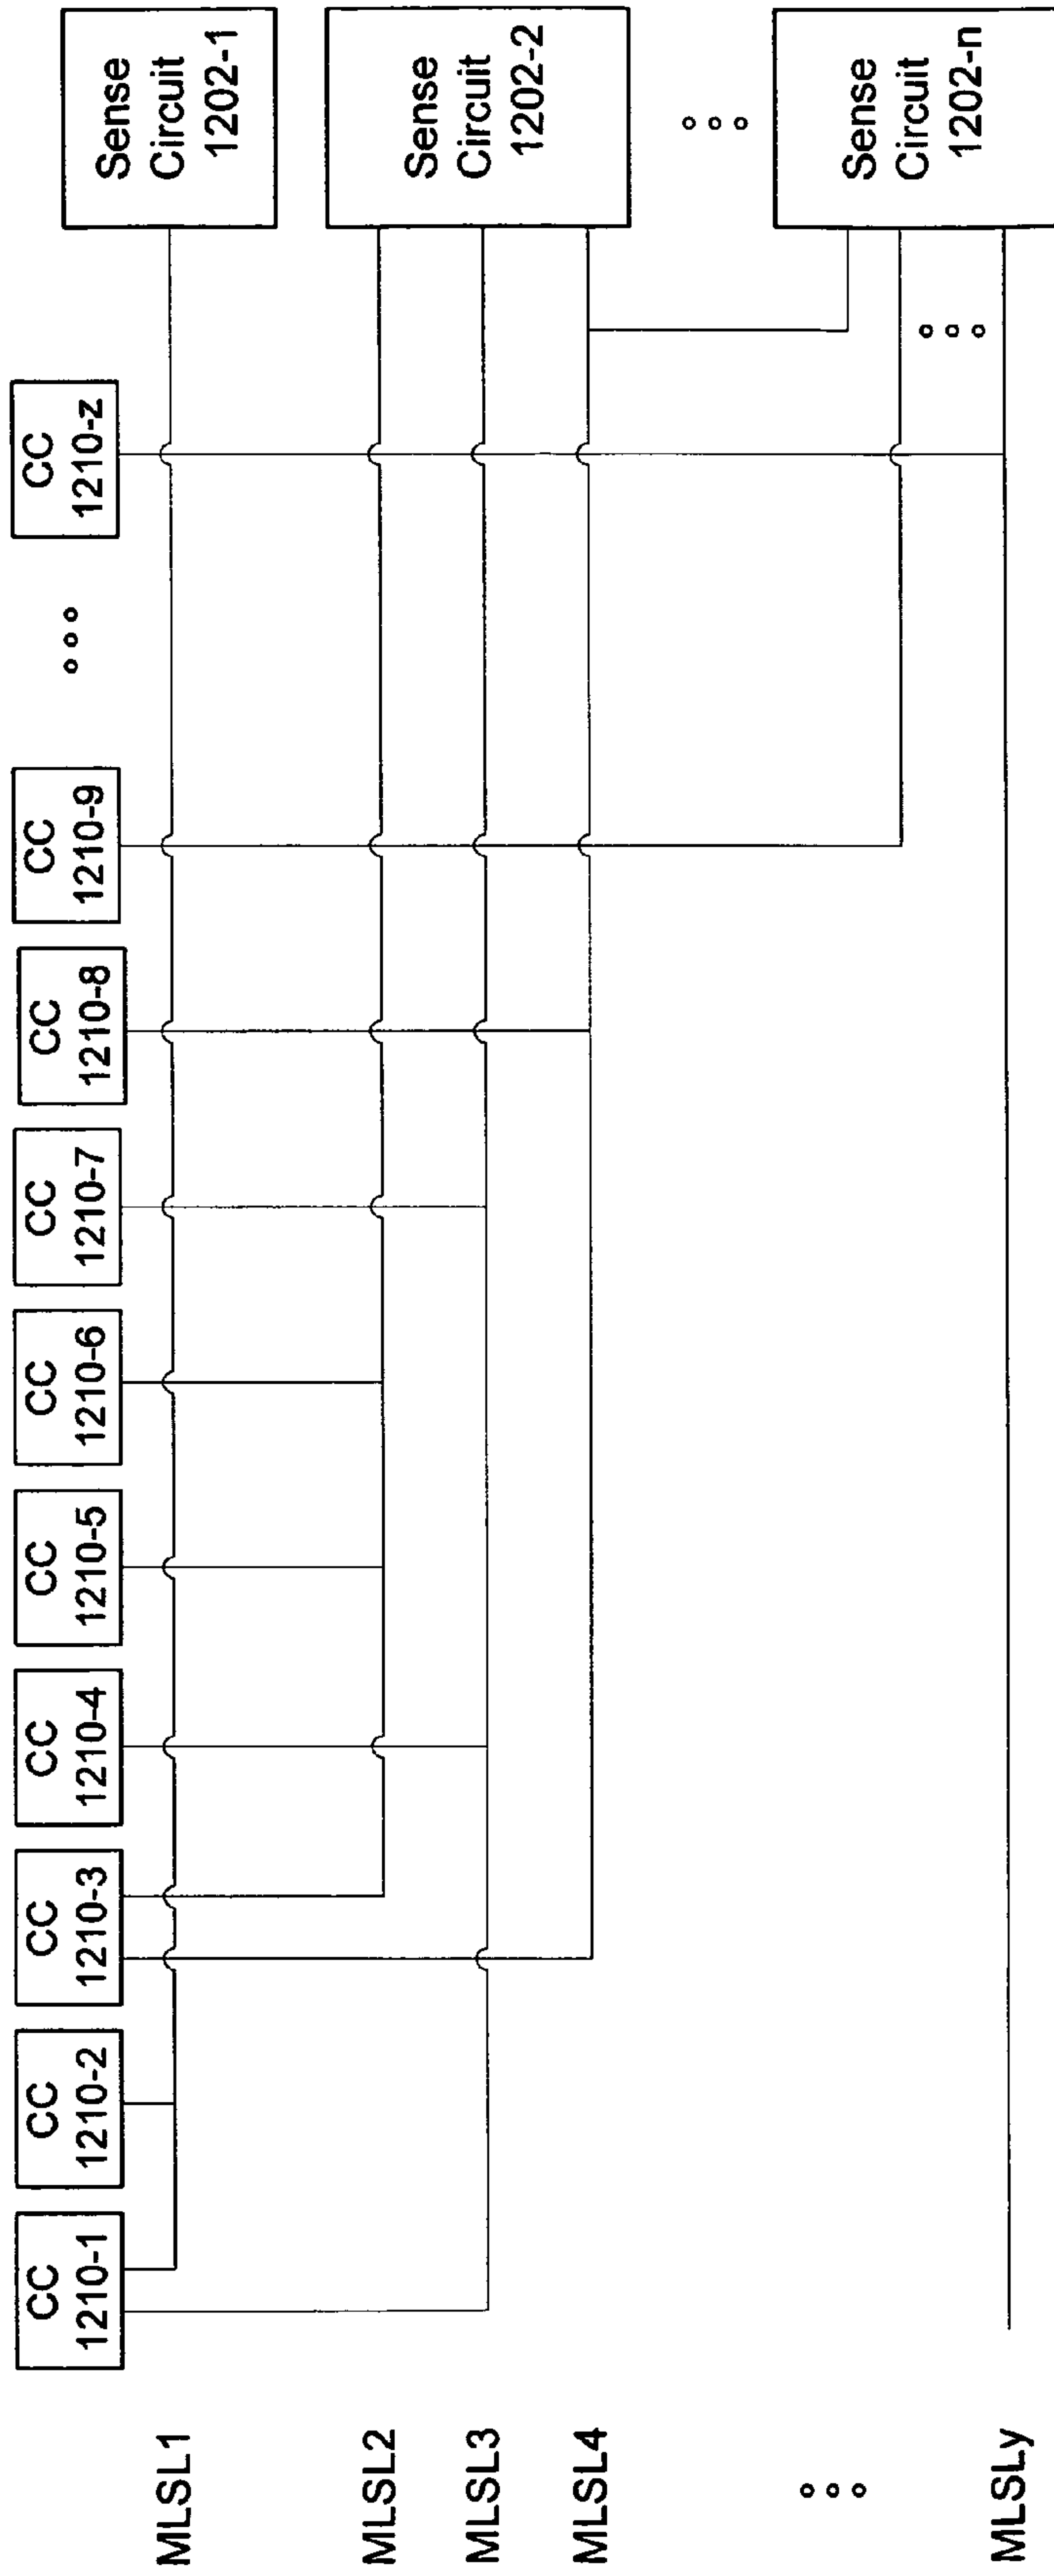 CC
1210-1
CC
1210-2
CC
1210-3
CC
1210-4
CC
1210-5
CC
1210-6
CC
1210-7
CC
1210-8
CC
1210-9
CC
1210-z
MLSL1
MLSL2
MLSL3
MLSL4
MLSLy
Sense
Circuit
1202-1
Sense
Circuit
1202-2
Sense
Circuit
1202-n